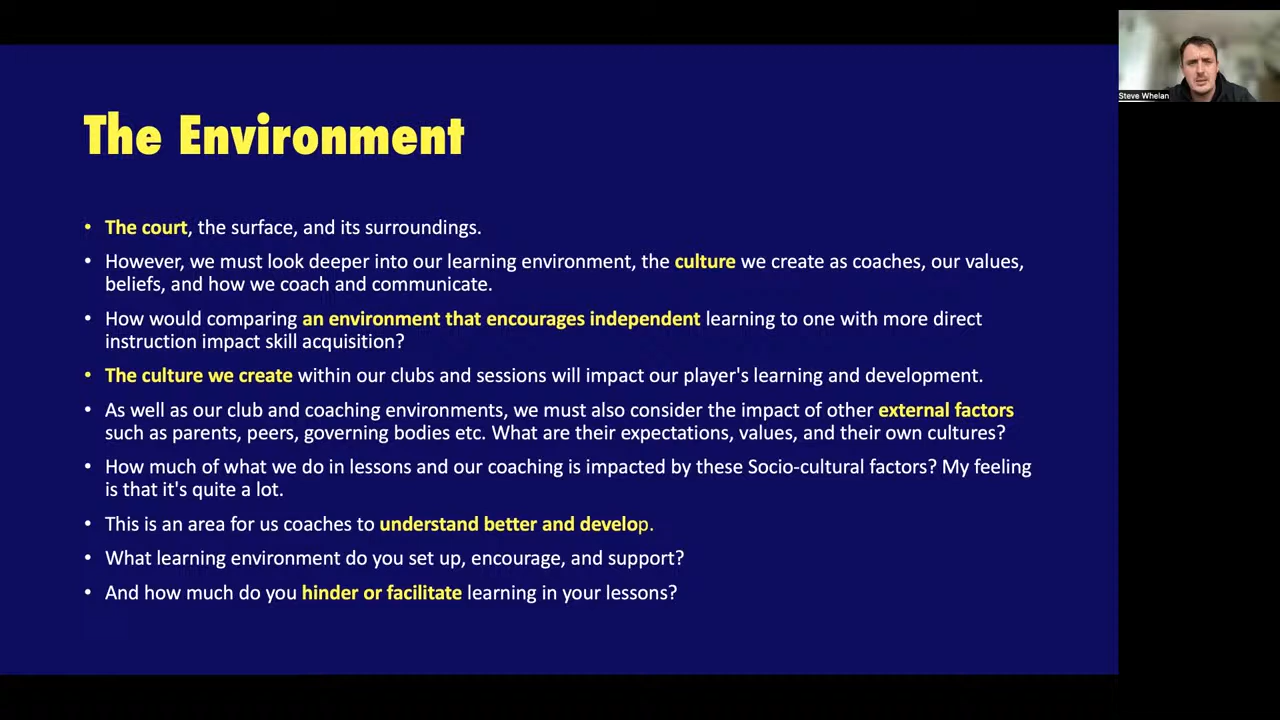 The Environment
• The court, the surface, and its surroundings.
• However, we must look deeper into our learning environment, the culture we create as coaches, our values,
beliefs, and how we coach and communicate.
• How would comparing an environment that encourages independent learning to one with more direct
instruction impact skill acquisition?
• The culture we create within our clubs and sessions will impact our player's learning and development.
• As well as our club and coaching environments, we must also consider the impact of other external factors
such as parents, peers, governing bodies etc. What are their expectations, values, and their own cultures?
• How much of what we do in lessons and our coaching is impacted by these Socio-cultural factors? My feeling
is that it's quite a lot.
• This is an area for us coaches to understand better and develop.
• What learning environment do you set up, encourage, and support?
• And how much do you hinder or facilitate learning in your lessons?
Steve Whelan